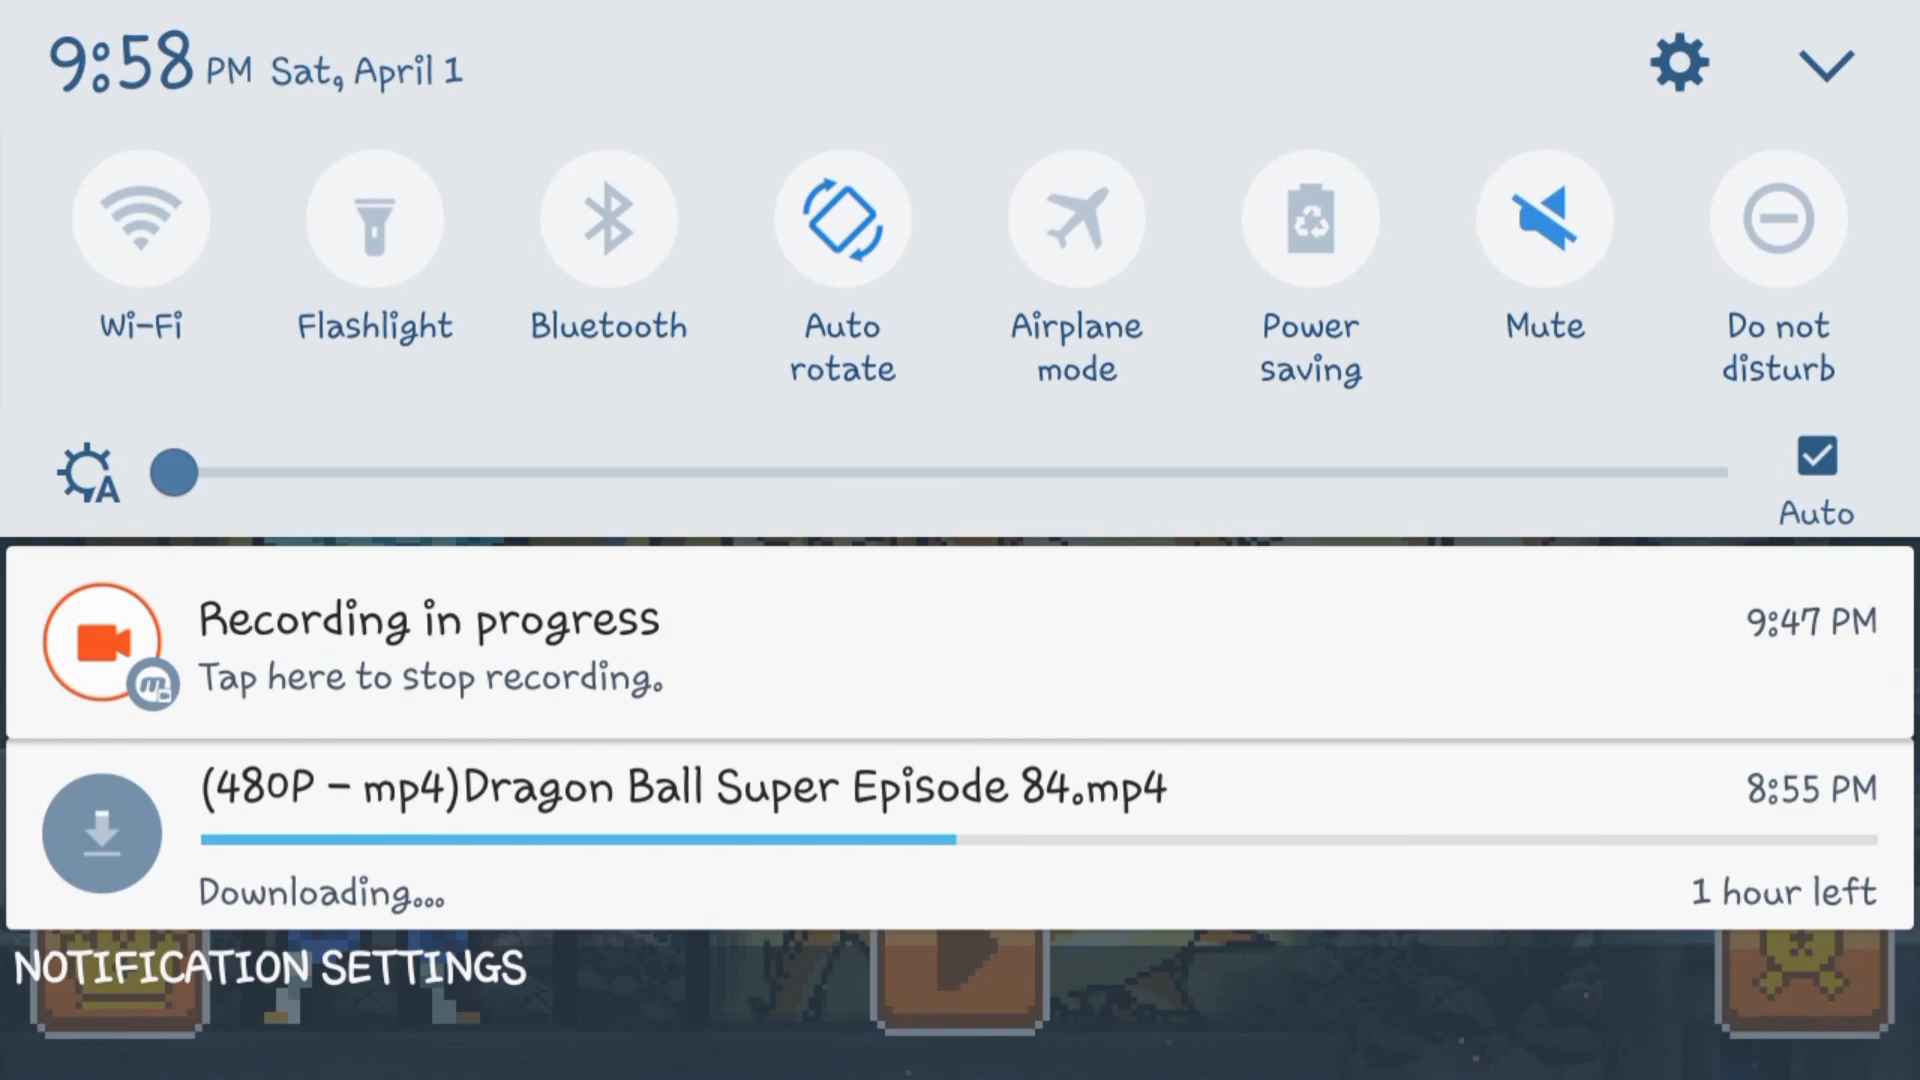 9:58 PM Sat, April 1
Wi-Fi
Flashlight
Bluetooth
Auto
rotate
Airplane
mode
Power
saving
Mute
Do not
disturb
A
Auto
Recording in progress
9:47 PM
m
Tap here to stop recording.
(480P - mp4)Dragon Ball Super Episode 84.mp4
8:55 PM
Downloading...
1 hour left
NOTIFICATION SETTINGS